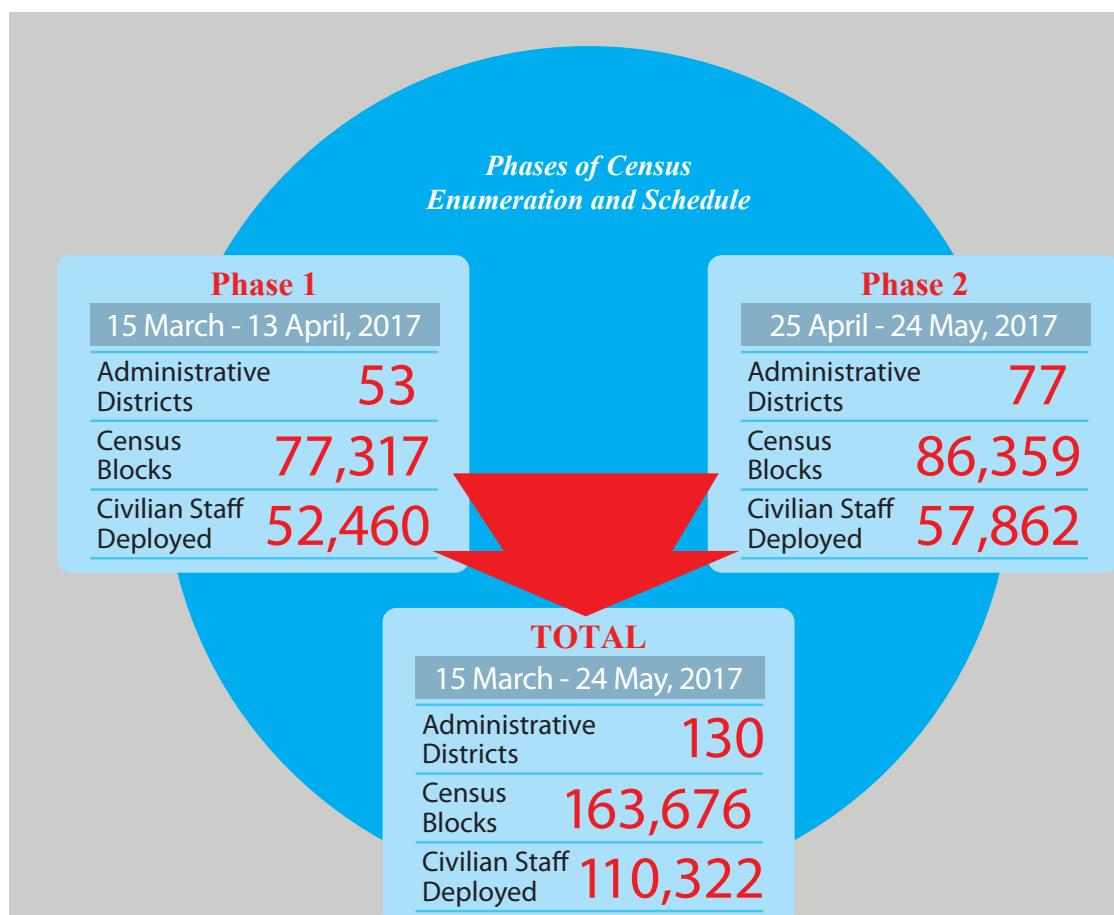 Phases of Census
Enumeration and Schedule
Phase 1
15 March - 13 April, 2017
Administrative
Districts
53
Census
Blocks
77,317
Civilian Staff
Deployed
52,460
Phase 2
25 April - 24 May, 2017
Administrative
Districts
77
Census
Blocks
86,359
Civilian Staff
Deployed
57,862
TOTAL
15 March - 24 May, 2017
Administrative
Districts
130
Census
Blocks
163,676
Civilian Staff
Deployed
110,322